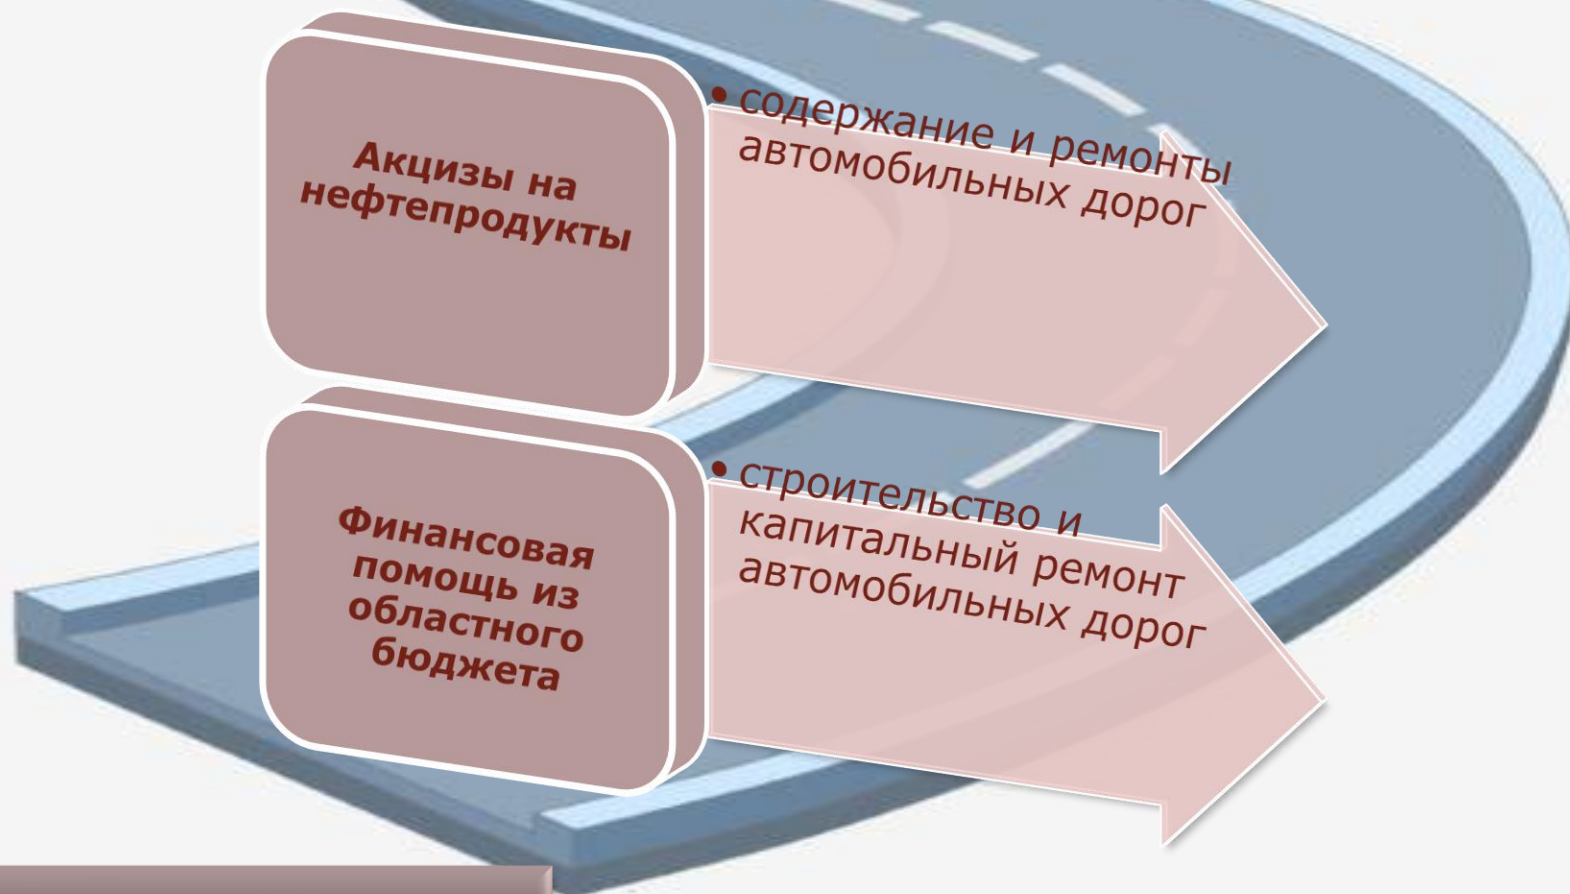 Акцизы на
нефтепродукты
• содержание и ремонты
автомобильных дорог
Финансовая
помощь из
областного
бюджета
• строительство и
капитальный ремонт
автомобильных дорог